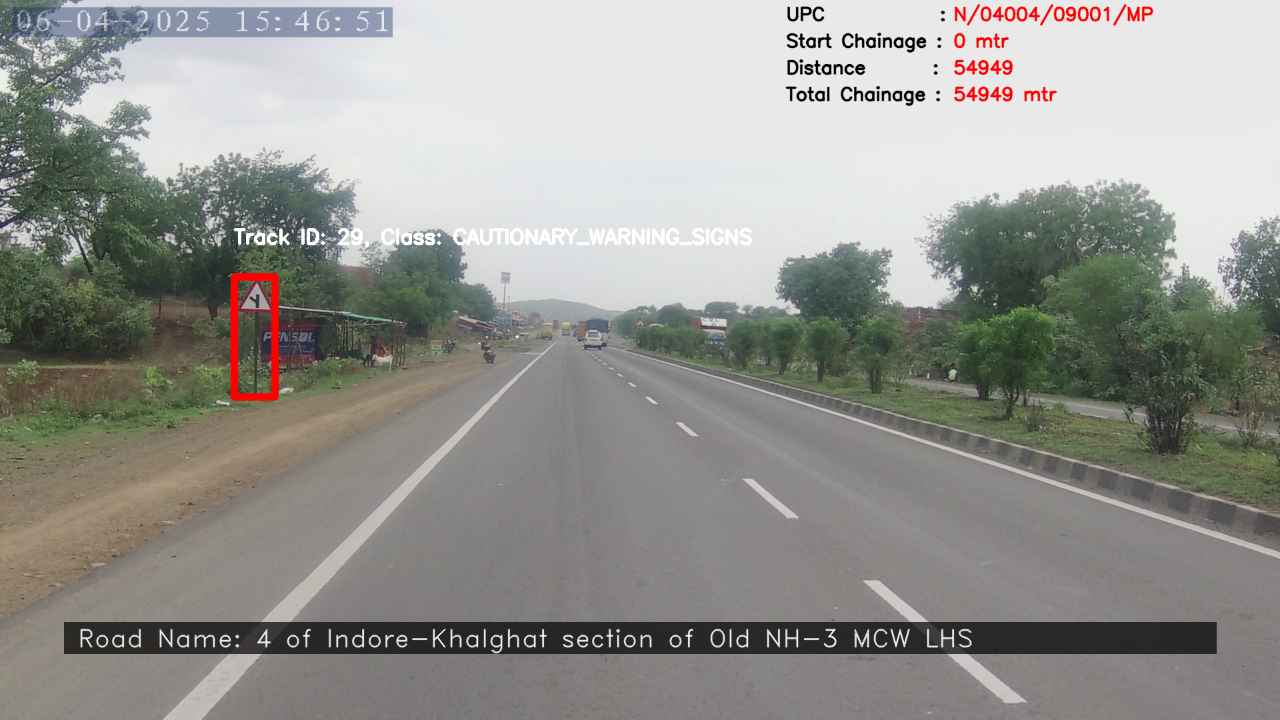 06-04-2025 15:46:51
UPC : N/04004/09001/MP
Start Chainage : 0 mtr
Distance : 54949
Total Chainage : 54949 mtr
Track ID: 29, Class: CAUTIONARY_WARNING_SIGNS
PENSOL
Road Name: 4 of Indore-Khalghat section of Old NH-3 MCW LHS